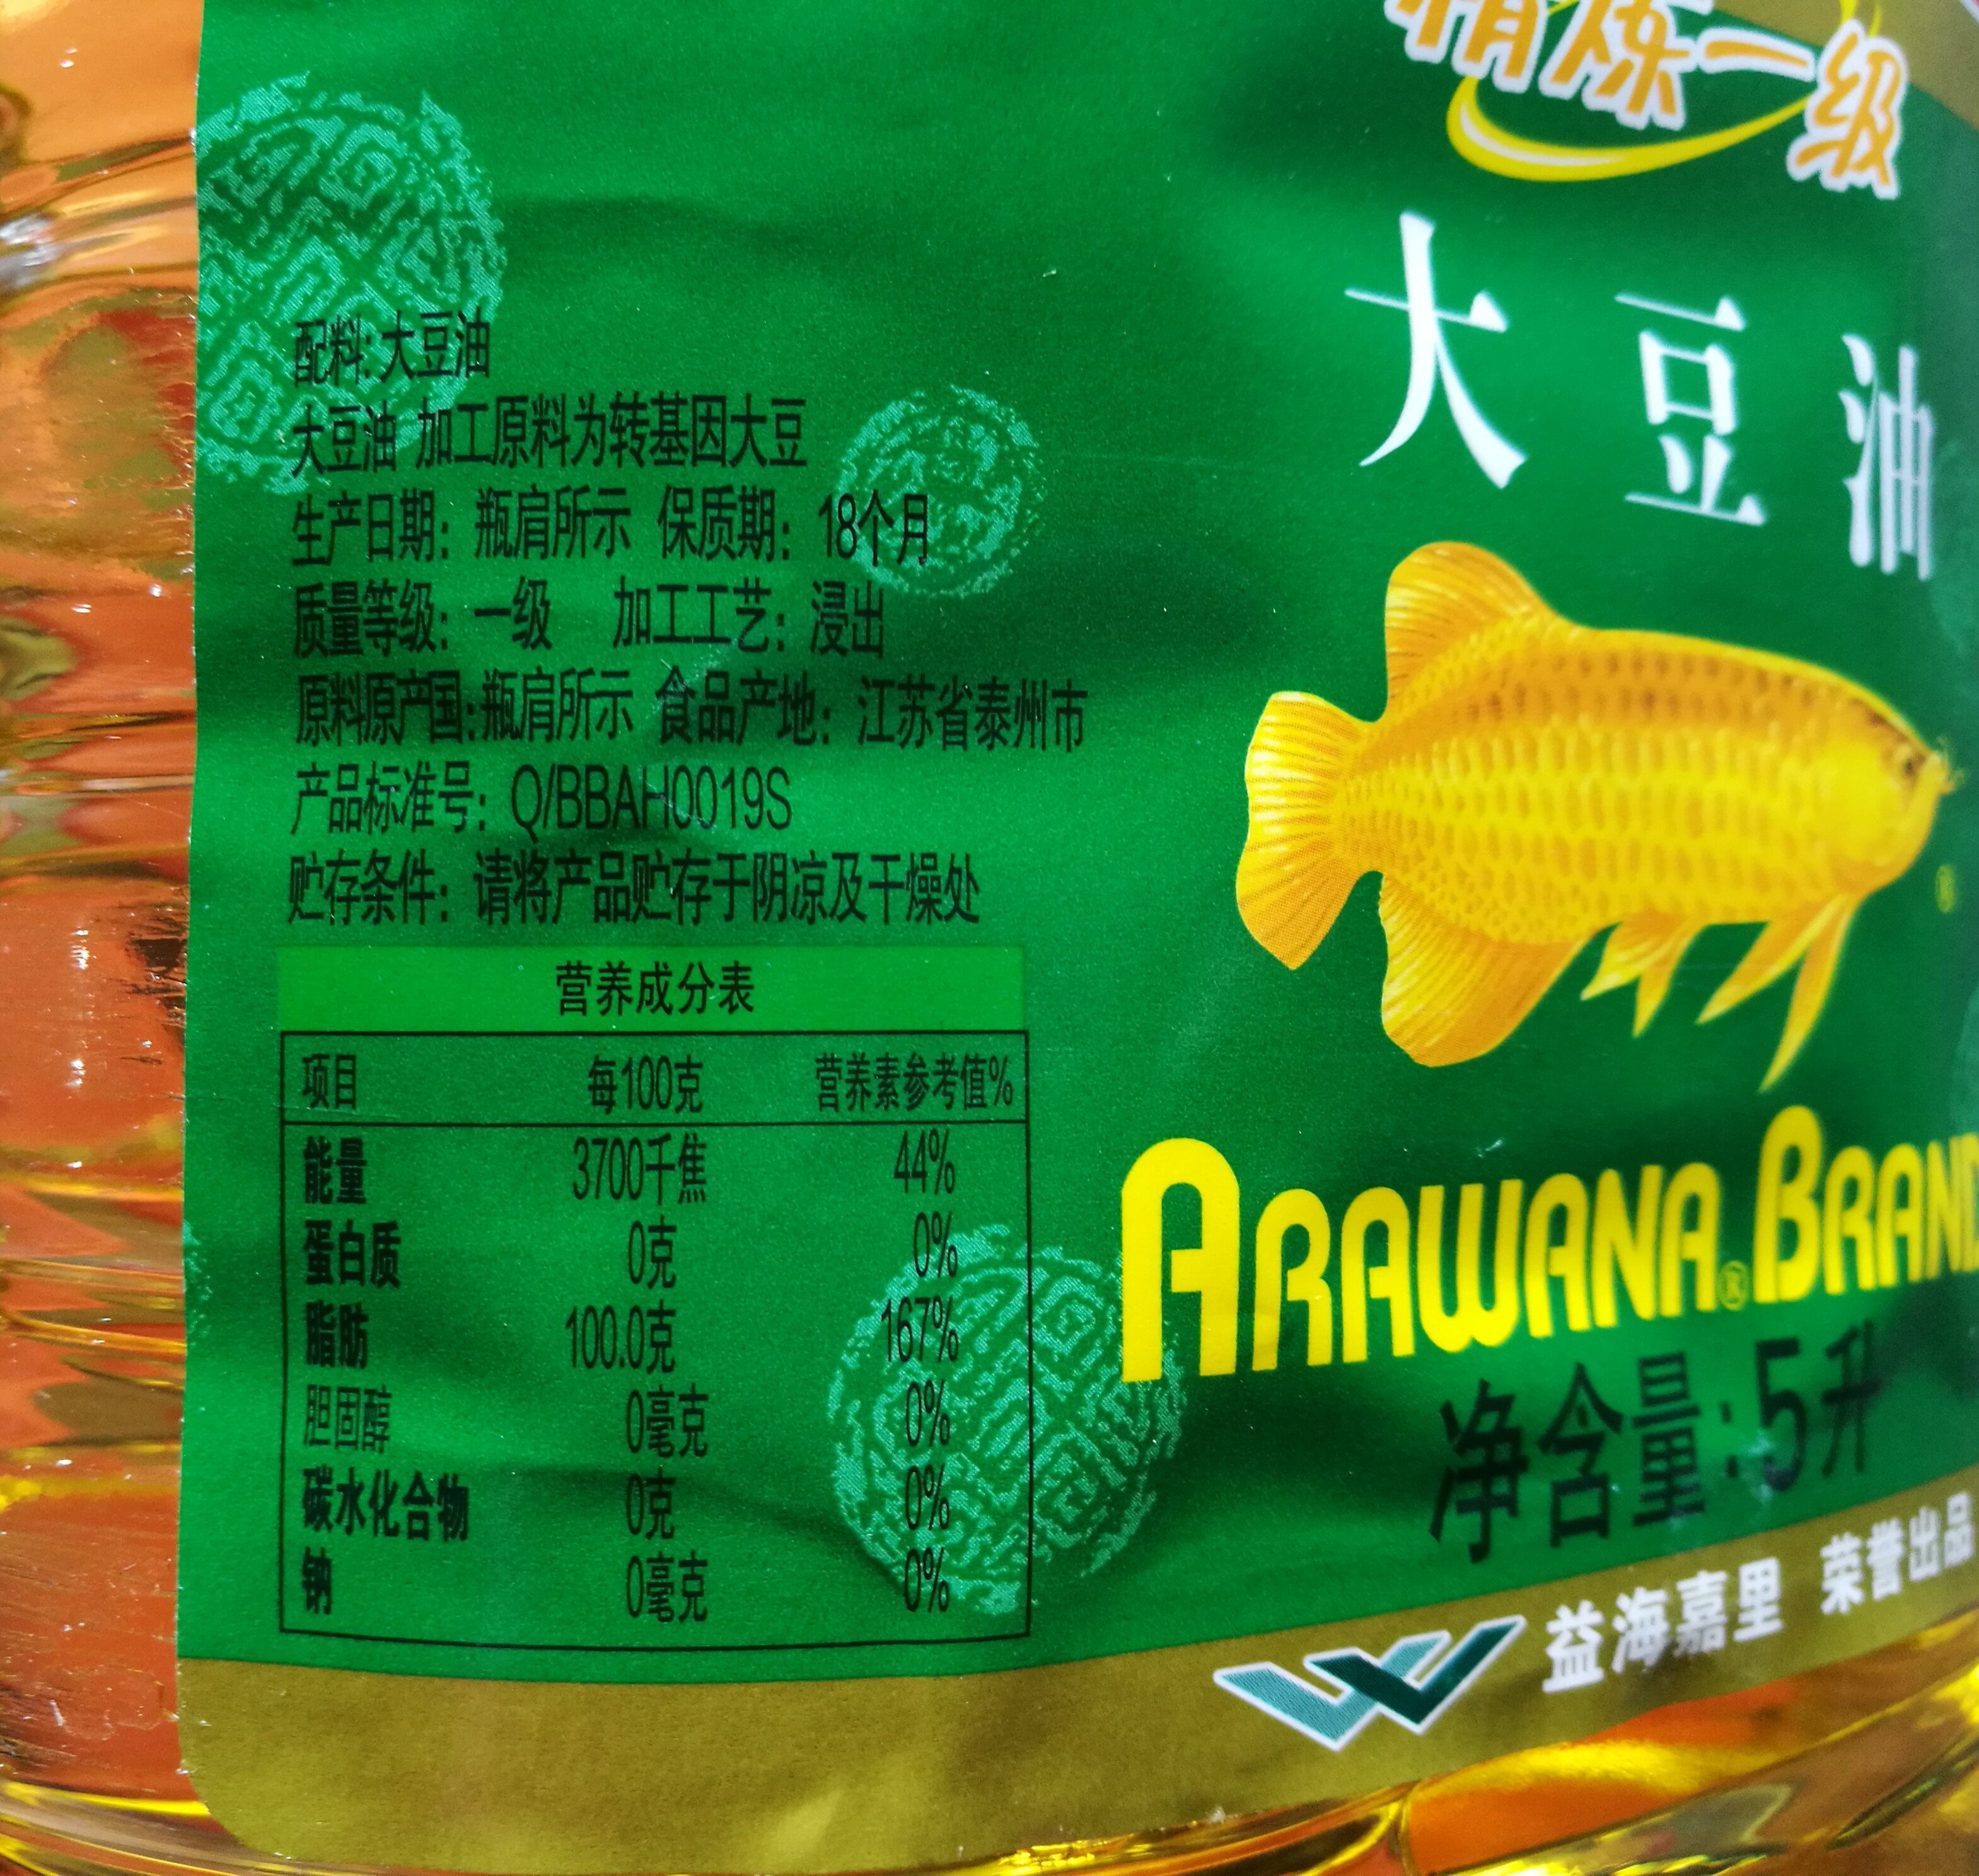 精炼一级
大豆油
配料:大豆油
大豆油 加工原料为转基因大豆
生产日期: 瓶肩所示 保质期: 18个月
质量等级: 一级 加工工艺: 浸出
原料原产国:瓶肩所示 食品产地: 江苏省泰州市
产品标准号: Q/BBAH0019S
贮存条件: 请将产品贮存于阴凉及干燥处
营养成分表
项目 每100克 营养素参考值%
能量 3700千焦 44%
蛋白质 0克 0%
脂肪 100.0克 167%
胆固醇 0毫克 0%
碳水化合物 0克 0%
钠 0毫克 0%
®
ARAWANA® BRAND
净含量:5升
益海嘉里 荣誉出品